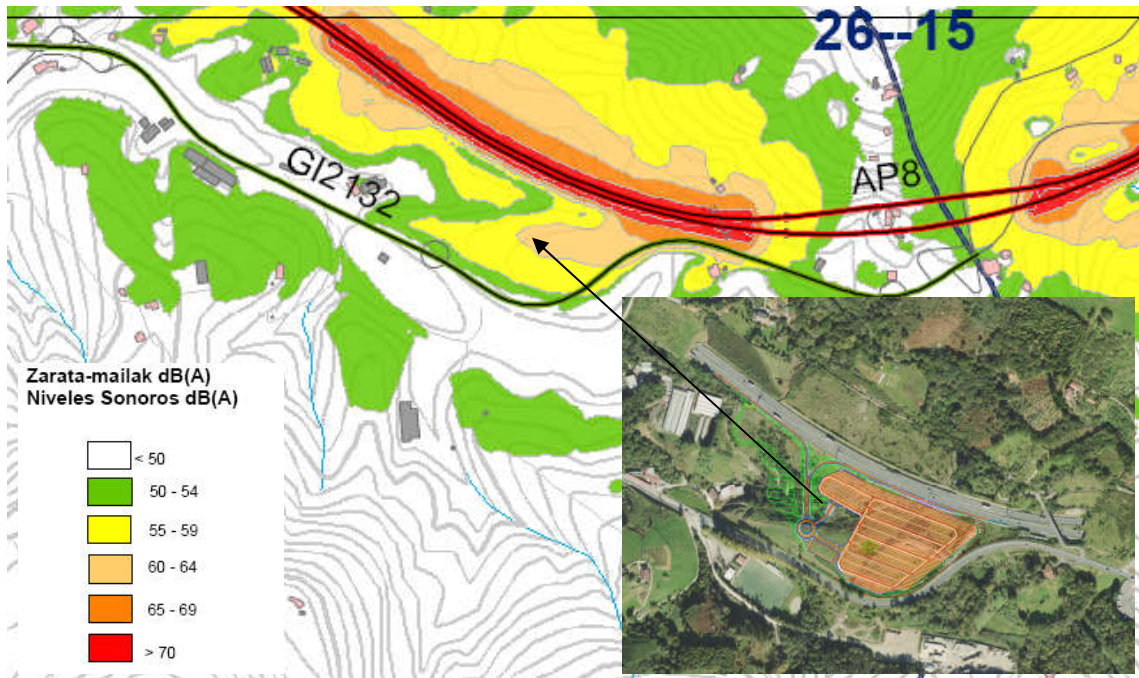 26--15
GI2132
AP8
Zarata-mailak dB(A)
Niveles Sonoros dB(A)
< 50
50 - 54
55 - 59
60 - 64
65 - 69
> 70